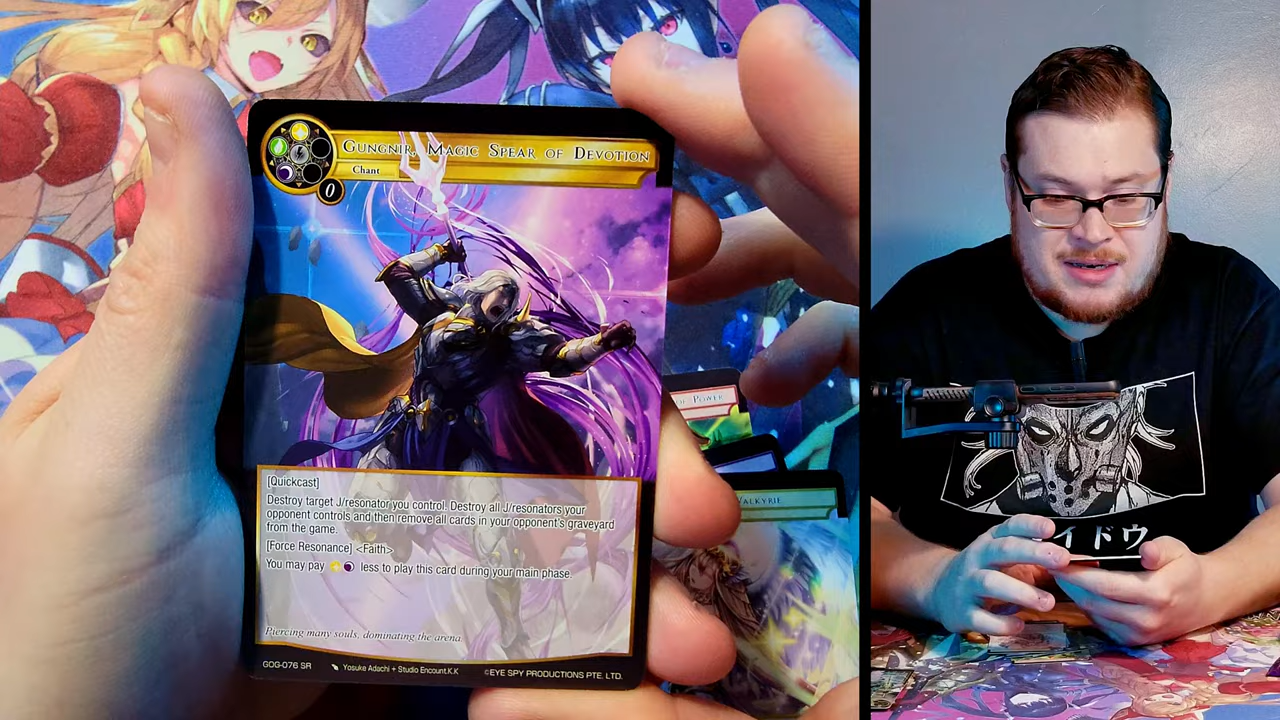 Gungnir, Magic Spear of Devotion
Chant
0
[Quickcast]
Destroy target J/resonator you control. Destroy all J/resonators your
opponent controls and then remove all cards in your opponent's graveyard
from the game.
[Force Resonance] <Faith>
You may pay less to play this card during your main phase.
Piercing many souls, dominating the arena.
GOG-076 SR
Yosuke Adachi + Studio Encount.K.K
©EYE SPY PRODUCTIONS PTE. LTD.
of Power
Valkyrie
イドウ